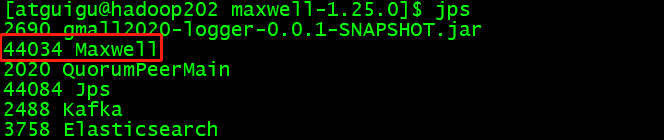 [atguigu@hadoop202 maxwell-1.25.0]$ jps
2690 gmall2020-logger-0.0.1-SNAPSHOT.jar
44034 Maxwell
2020 QuorumPeerMain
44084 Jps
2488 Kafka
3758 Elasticsearch